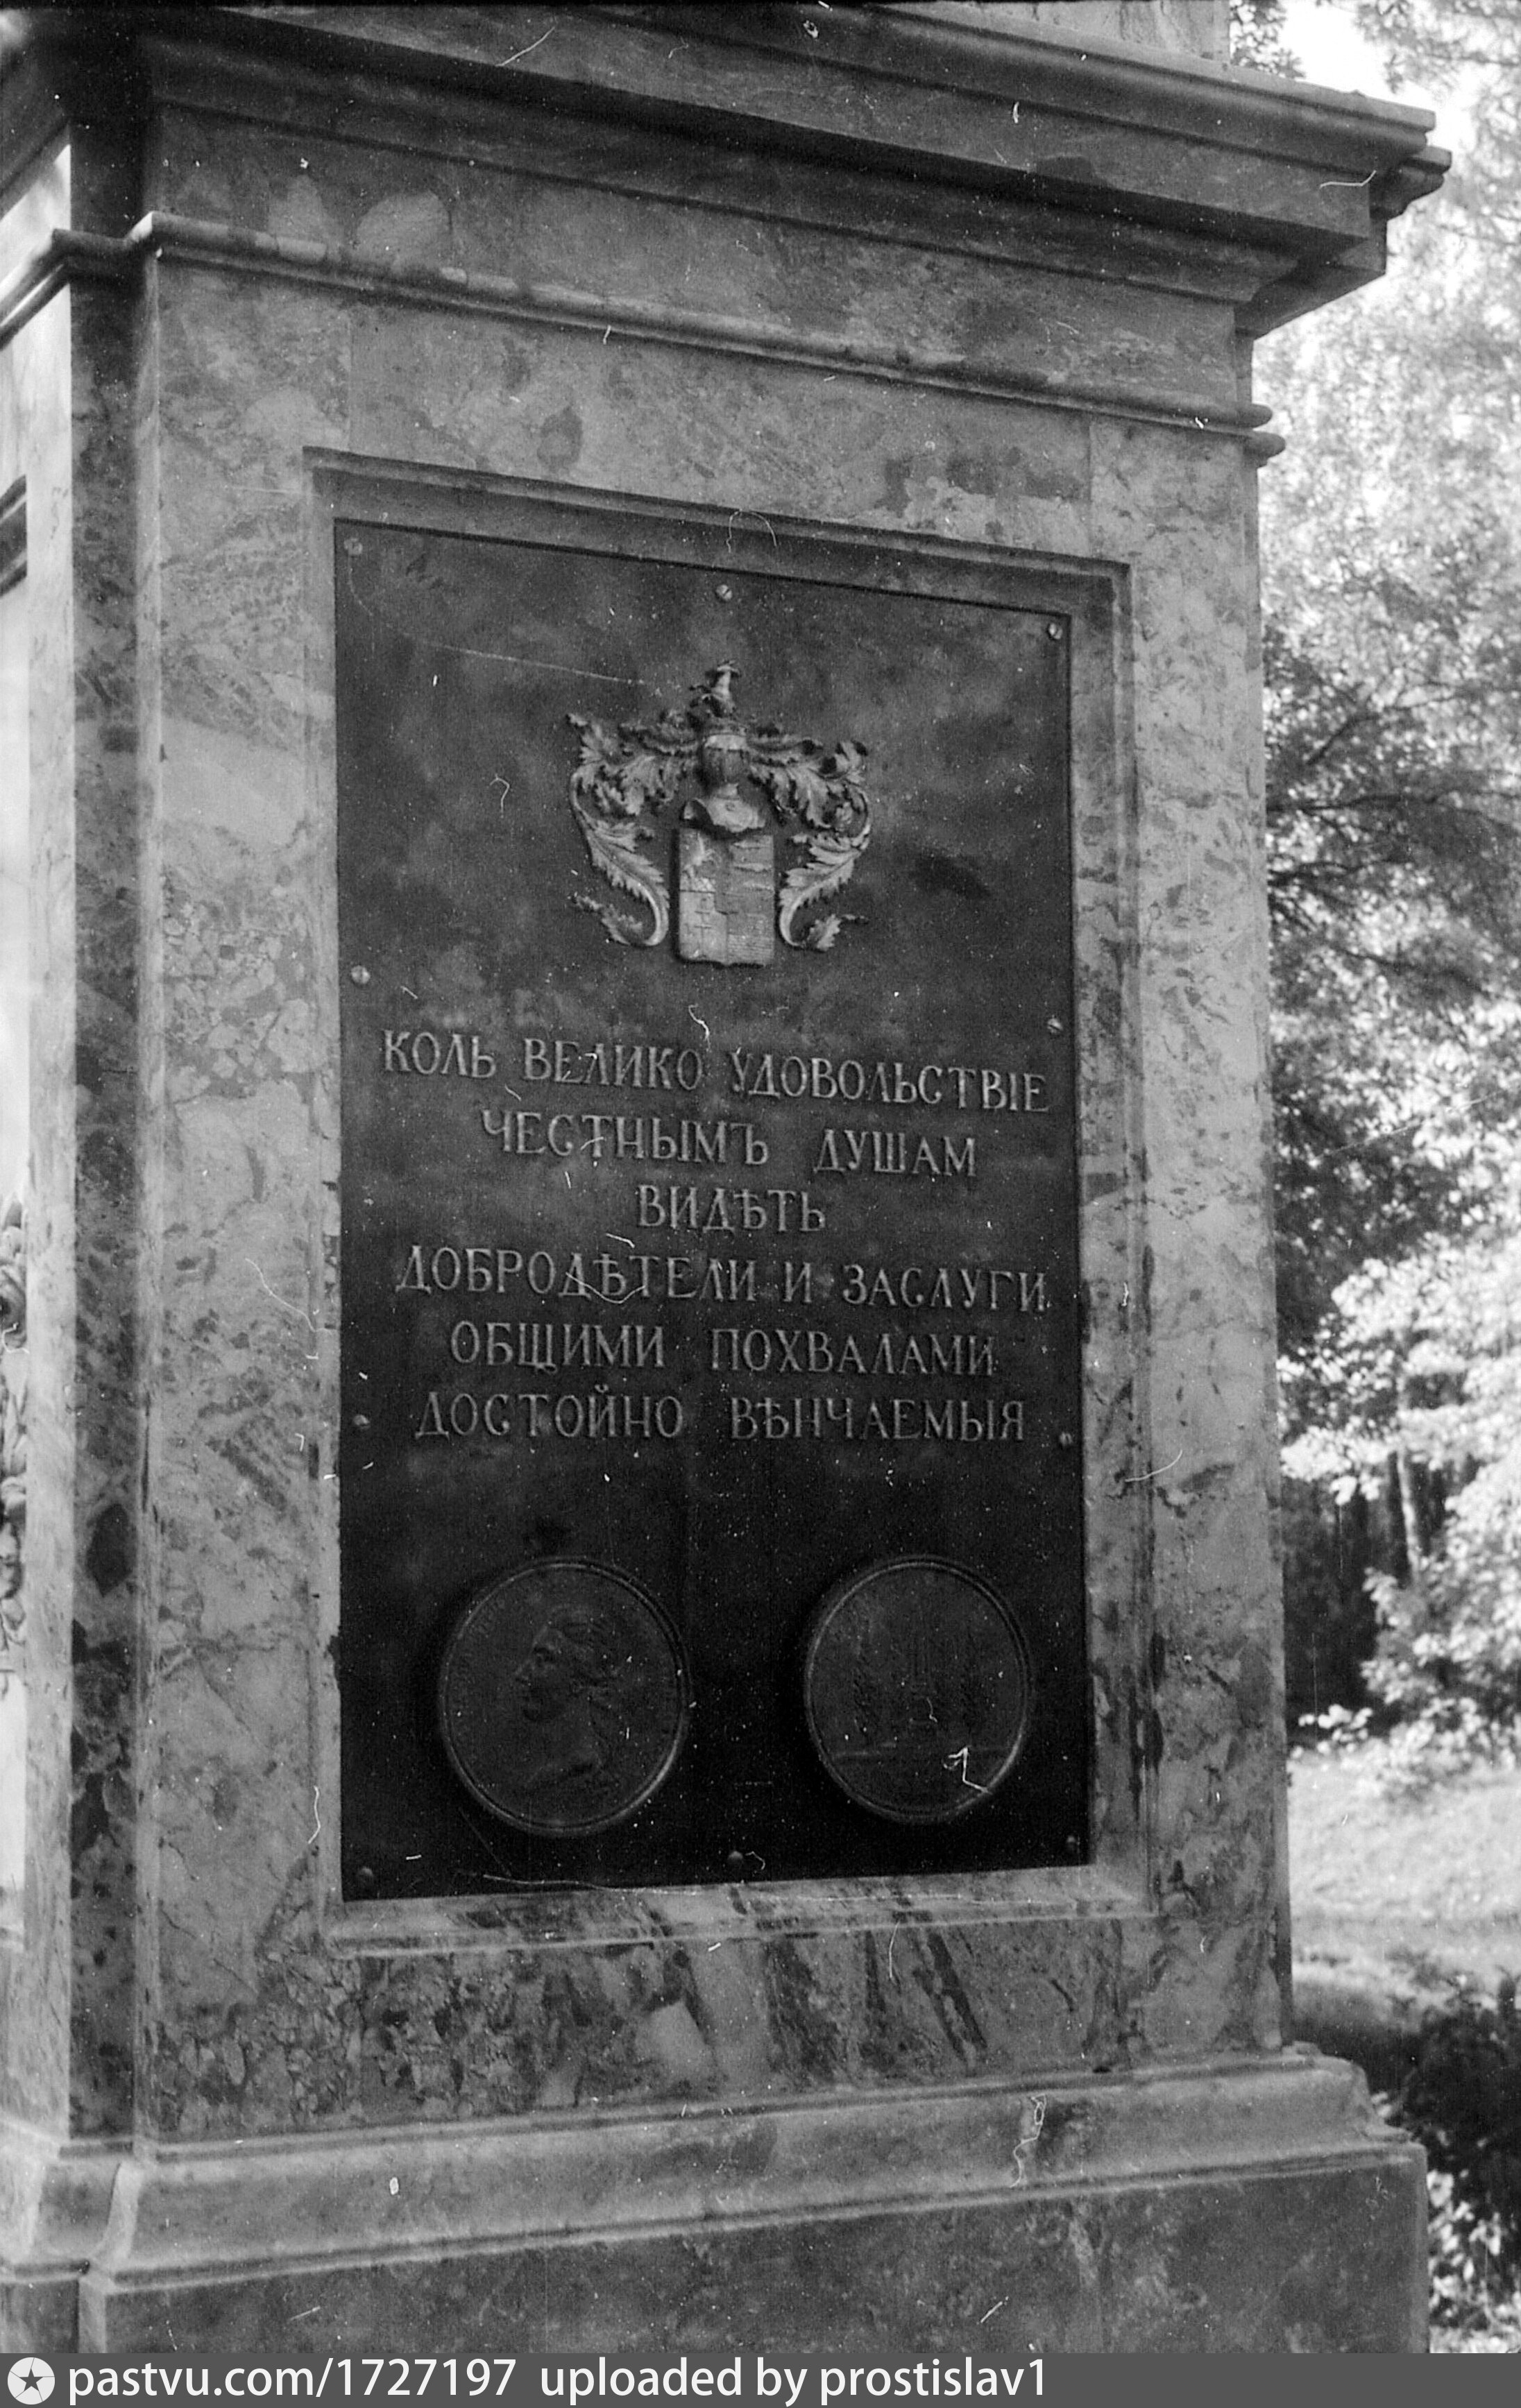 КОЛЬ ВЕЛИКО УДОВОЛЬСТВІЕ
ЧЕСТНЫМЪ ДУШАМ
ВИДѢТЬ
ДОБРОДѢТЕЛИ И ЗАСЛУГИ
ОБЩИМИ ПОХВАЛАМИ
ДОСТОЙНО ВѢНЧАЕМЫЯ
pastvu.com/1727197 uploaded by prostislav1